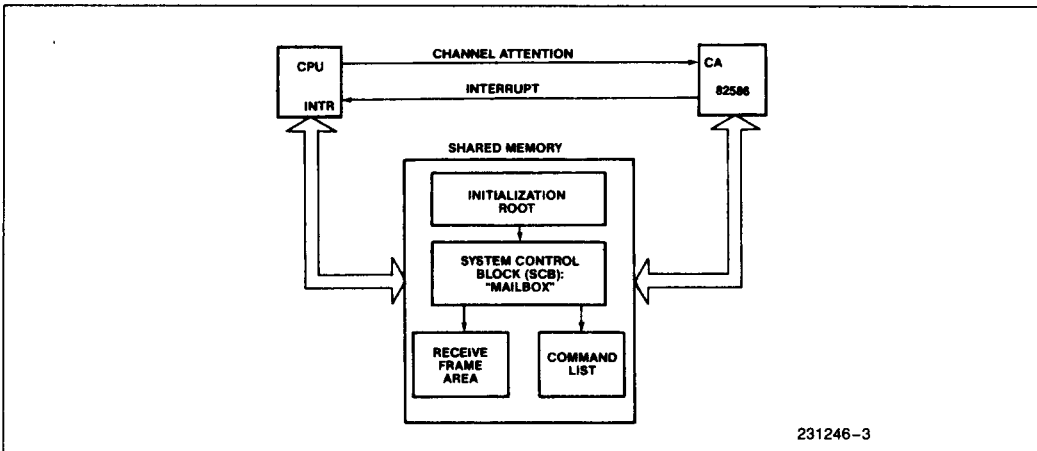 CHANNEL ATTENTION
CPU
CA
INTERRUPT
82586
INTR
SHARED MEMORY
INITIALIZATION
ROOT
SYSTEM CONTROL
BLOCK (SCB):
"MAILBOX"
RECEIVE
FRAME
AREA
COMMAND
LIST
231246-3